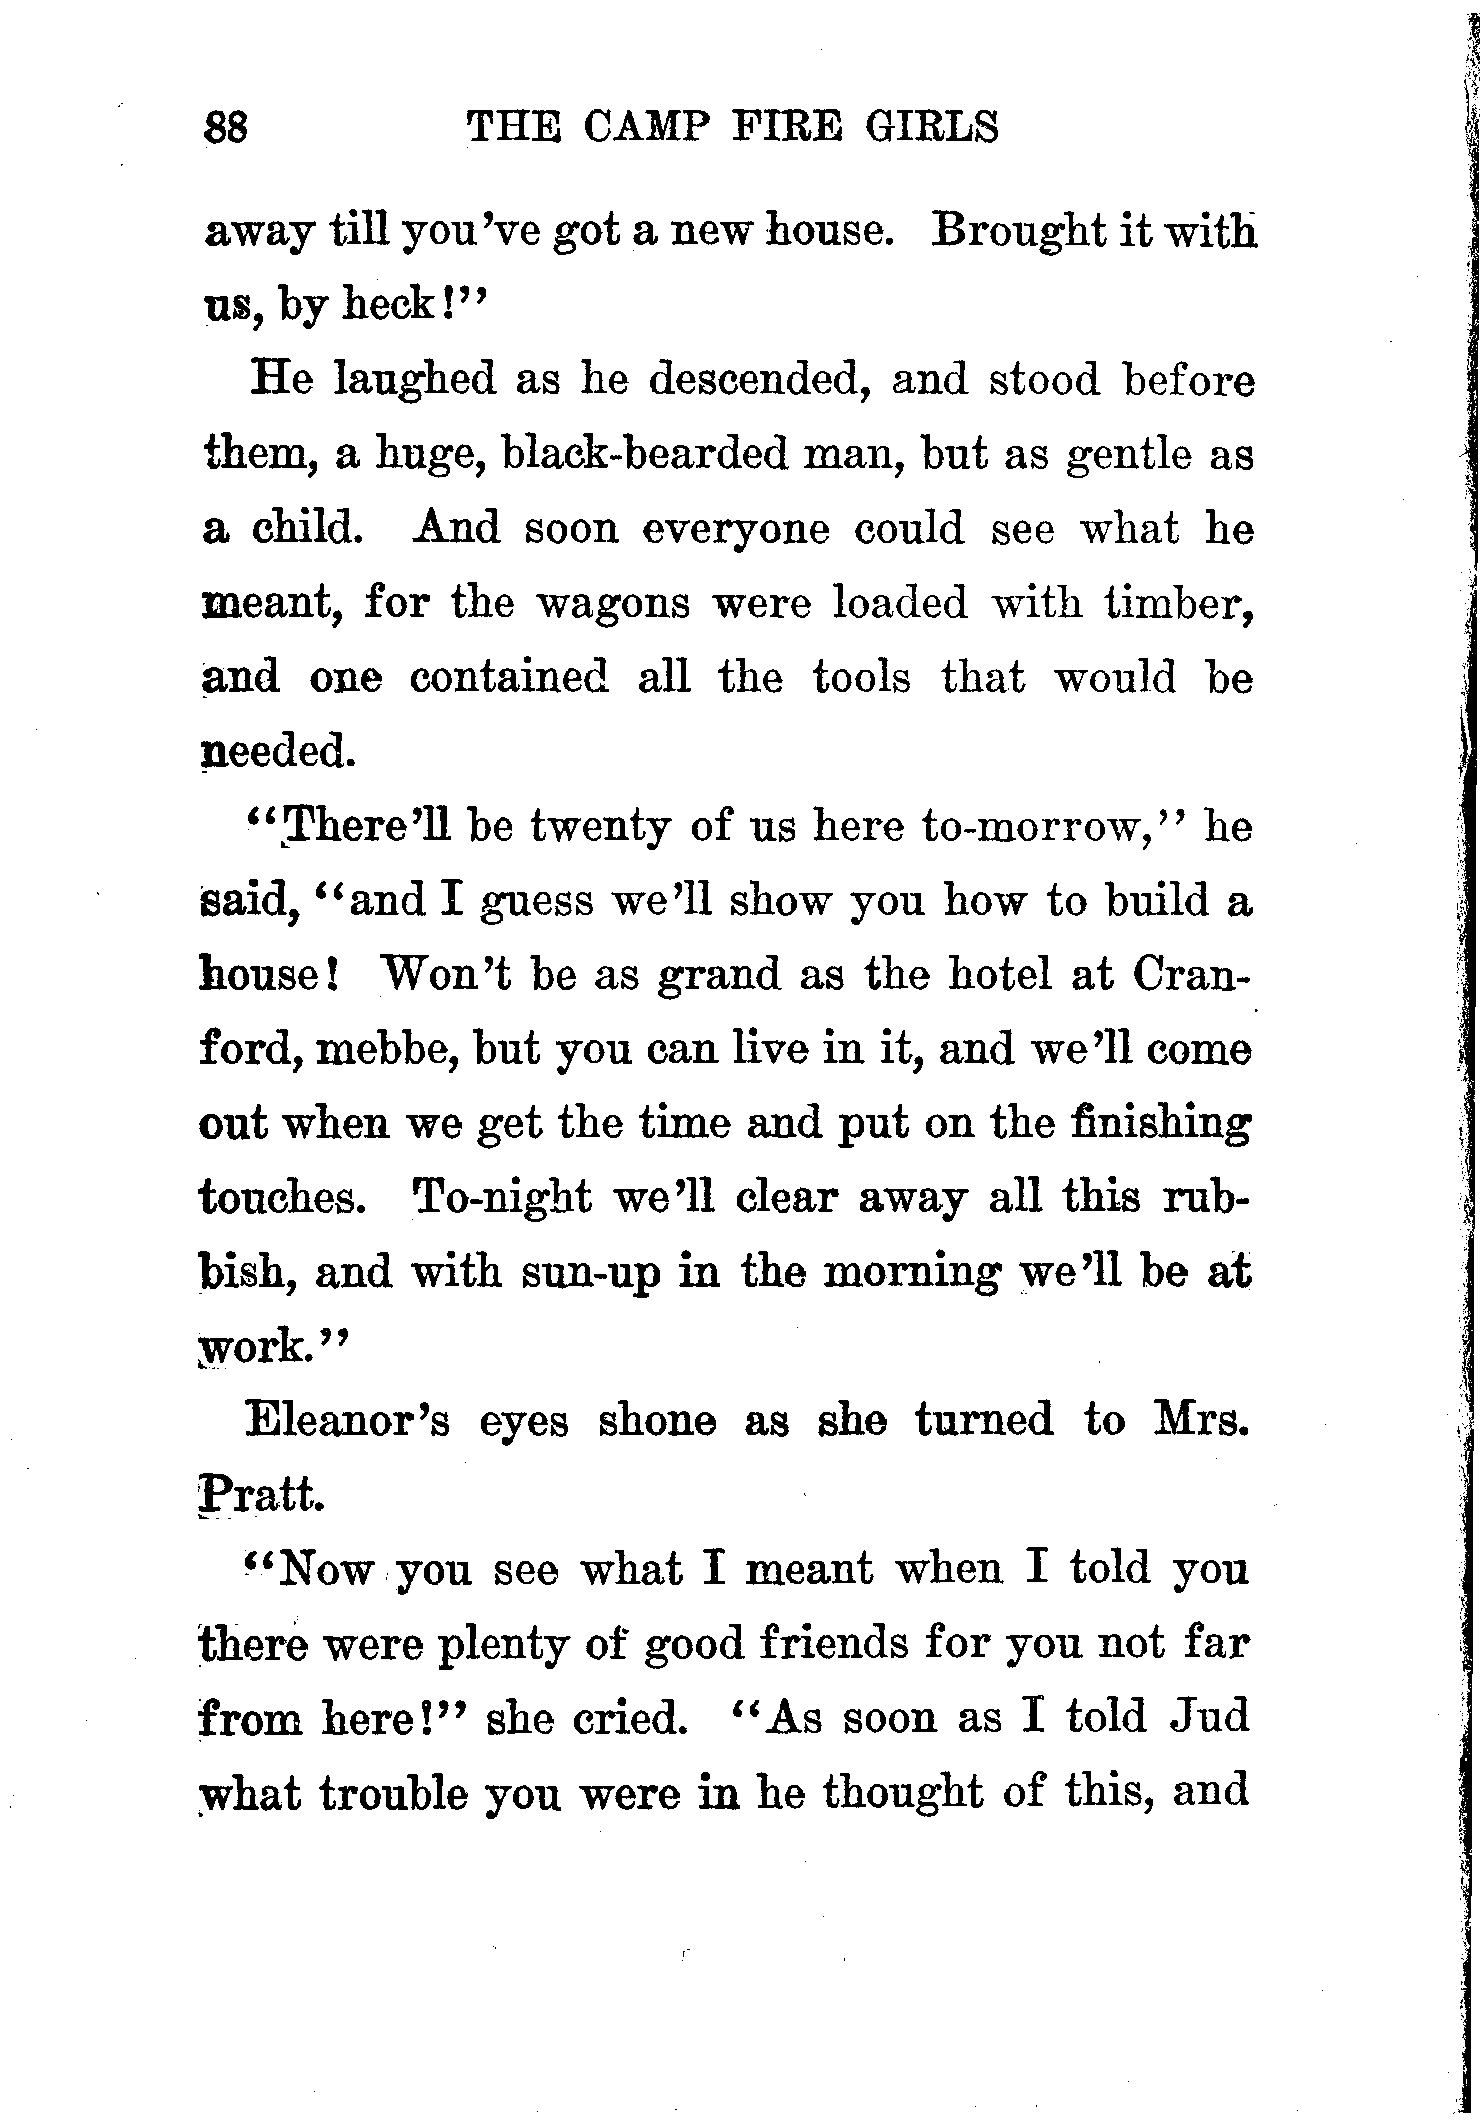 88 THE CAMP FIRE GIRLS
away till you've got a new house. Brought it with
us, by heck!"
He laughed as he descended, and stood before
them, a huge, black-bearded man, but as gentle as
a child. And soon everyone could see what he
meant, for the wagons were loaded with timber,
and one contained all the tools that would be
needed.
"There'll be twenty of us here to-morrow," he
said, "and I guess we'll show you how to build a
house! Won't be as grand as the hotel at Cran-
ford, mebbe, but you can live in it, and we'll come
out when we get the time and put on the finishing
touches. To-night we'll clear away all this rub-
bish, and with sun-up in the morning we'll be at
work."
Eleanor's eyes shone as she turned to Mrs.
Pratt.
"Now you see what I meant when I told you
there were plenty of good friends for you not far
from here!" she cried. "As soon as I told Jud
what trouble you were in he thought of this, and